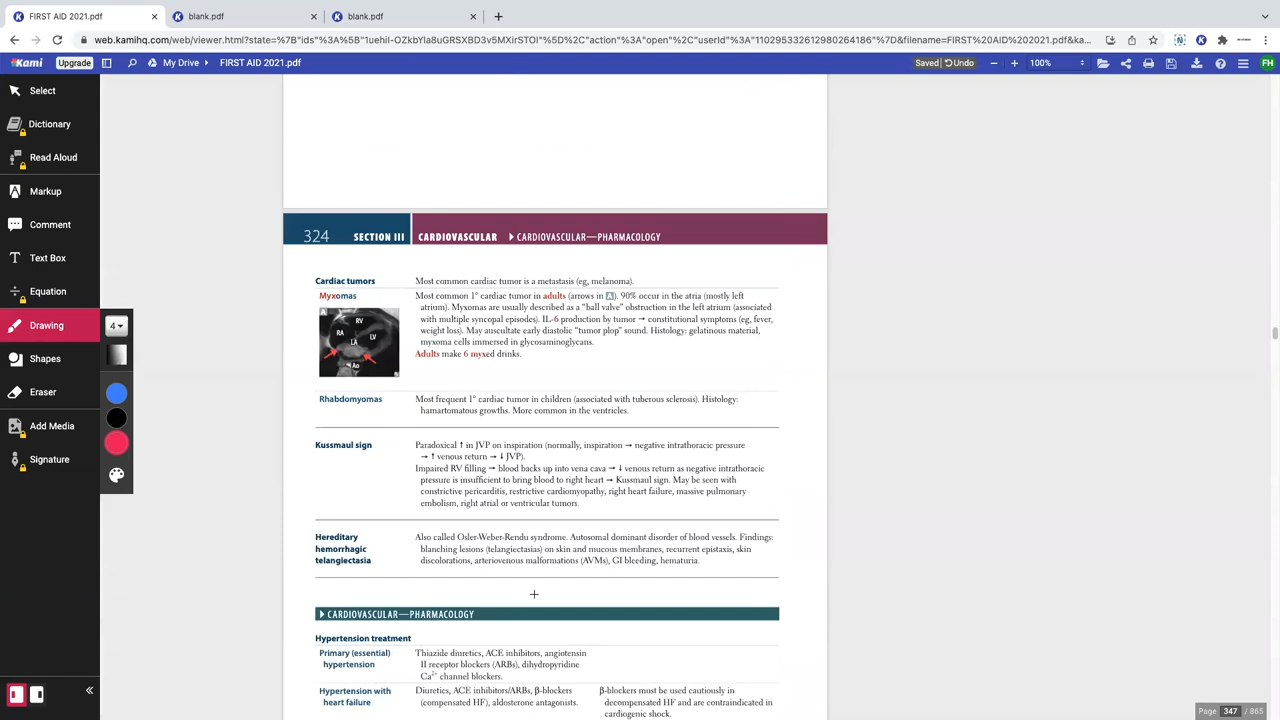 FIRST AID 2021.pdf
blank.pdf
blank.pdf
web.kamihq.com/web/viewer.html?state=%7B"ids"%3A%5B"1uehiI-OZkbYla8uGRSXBD3v5MXirSTOI"%5D%2C"action"%3A"open"%2C"userId"%3A"110295332612980264186"%7D&filename=FIRST%20AID%202021.pdf&ka...
Kami
Upgrade
My Drive
FIRST AID 2021.pdf
Saved
Undo
100%
FH
Select
Dictionary
Read Aloud
Markup
Comment
Text Box
Equation
Drawing
Shapes
Eraser
Add Media
Signature
4
324 SECTION III CARDIOVASCULAR ▶ CARDIOVASCULAR—PHARMACOLOGY
Cardiac tumors
Most common cardiac tumor is a metastasis (eg, melanoma).
Myxomas
A
RV
RA
LV
LA
Ao
Most common 1° cardiac tumor in adults (arrows in A). 90% occur in the atria (mostly left
atrium). Myxomas are usually described as a “ball valve” obstruction in the left atrium (associated
with multiple syncopal episodes). IL-6 production by tumor → constitutional symptoms (eg, fever,
weight loss). May auscultate early diastolic “tumor plop” sound. Histology: gelatinous material,
myxoma cells immersed in glycosaminoglycans.
Adults make 6 myxed drinks.
Rhabdomyomas
Most frequent 1° cardiac tumor in children (associated with tuberous sclerosis). Histology:
hamartomatous growths. More common in the ventricles.
Kussmaul sign
Paradoxical ↑ in JVP on inspiration (normally, inspiration → negative intrathoracic pressure
→ ↑ venous return → ↓ JVP).
Impaired RV filling → blood backs up into vena cava → ↓ venous return as negative intrathoracic
pressure is insufficient to bring blood to right heart → Kussmaul sign. May be seen with
constrictive pericarditis, restrictive cardiomyopathy, right heart failure, massive pulmonary
embolism, right atrial or ventricular tumors.
Hereditary
hemorrhagic
telangiectasia
Also called Osler-Weber-Rendu syndrome. Autosomal dominant disorder of blood vessels. Findings:
blanching lesions (telangiectasias) on skin and mucous membranes, recurrent epistaxis, skin
discolorations, arteriovenous malformations (AVMs), GI bleeding, hematuria.
▶ CARDIOVASCULAR—PHARMACOLOGY
Hypertension treatment
Primary (essential)
hypertension
Thiazide diuretics, ACE inhibitors, angiotensin
II receptor blockers (ARBs), dihydropyridine
Ca²⁺ channel blockers.
Hypertension with
heart failure
Diuretics, ACE inhibitors/ARBs, β-blockers
(compensated HF), aldosterone antagonists.
β-blockers must be used cautiously in
decompensated HF and are contraindicated in
cardiogenic shock.
Page 347 / 865